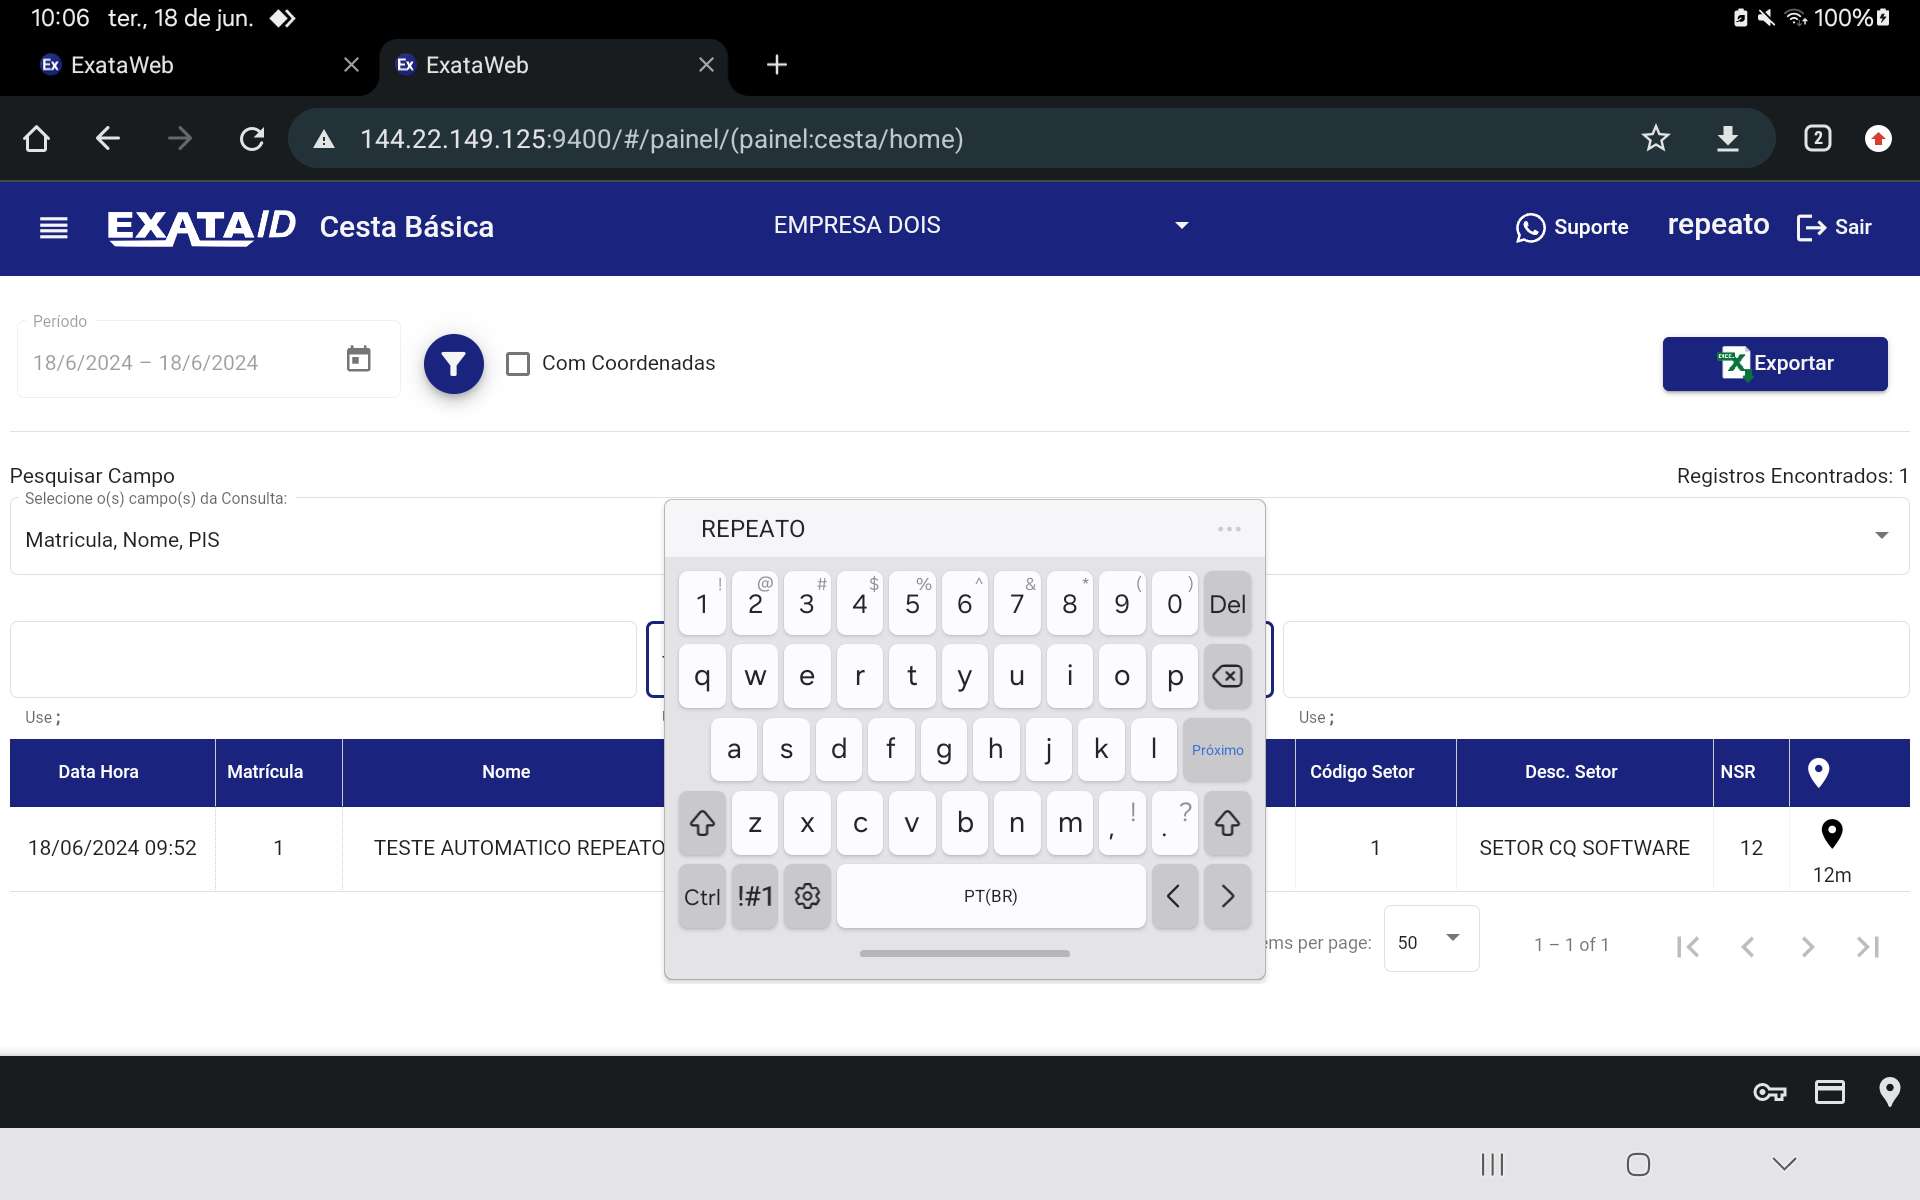 10:06 ter., 18 de jun. 100%
Ex ExataWeb Ex ExataWeb
144.22.149.125:9400/#/painel/(painel:cesta/home) 2
EXATAID Cesta Básica EMPRESA DOIS Suporte repeato Sair
Período
18/6/2024 – 18/6/2024 Com Coordenadas Exportar
Pesquisar Campo Registros Encontrados: 1
Selecione o(s) campo(s) da Consulta:
Matricula, Nome, PIS
REPEATO
! @ # $ % ^ & * ( )
1 2 3 4 5 6 7 8 9 0 Del
q w e r t y u i o p
Use ; Use ;
a s d f g h j k l Próximo
Data Hora Matrícula Nome Código Setor Desc. Setor NSR
z x c v b n m , ! . ?
18/06/2024 09:52 1 TESTE AUTOMATICO REPEATO 1 SETOR CQ SOFTWARE 12
12m
Ctrl !#1 PT(BR)
ems per page: 50 1 – 1 of 1